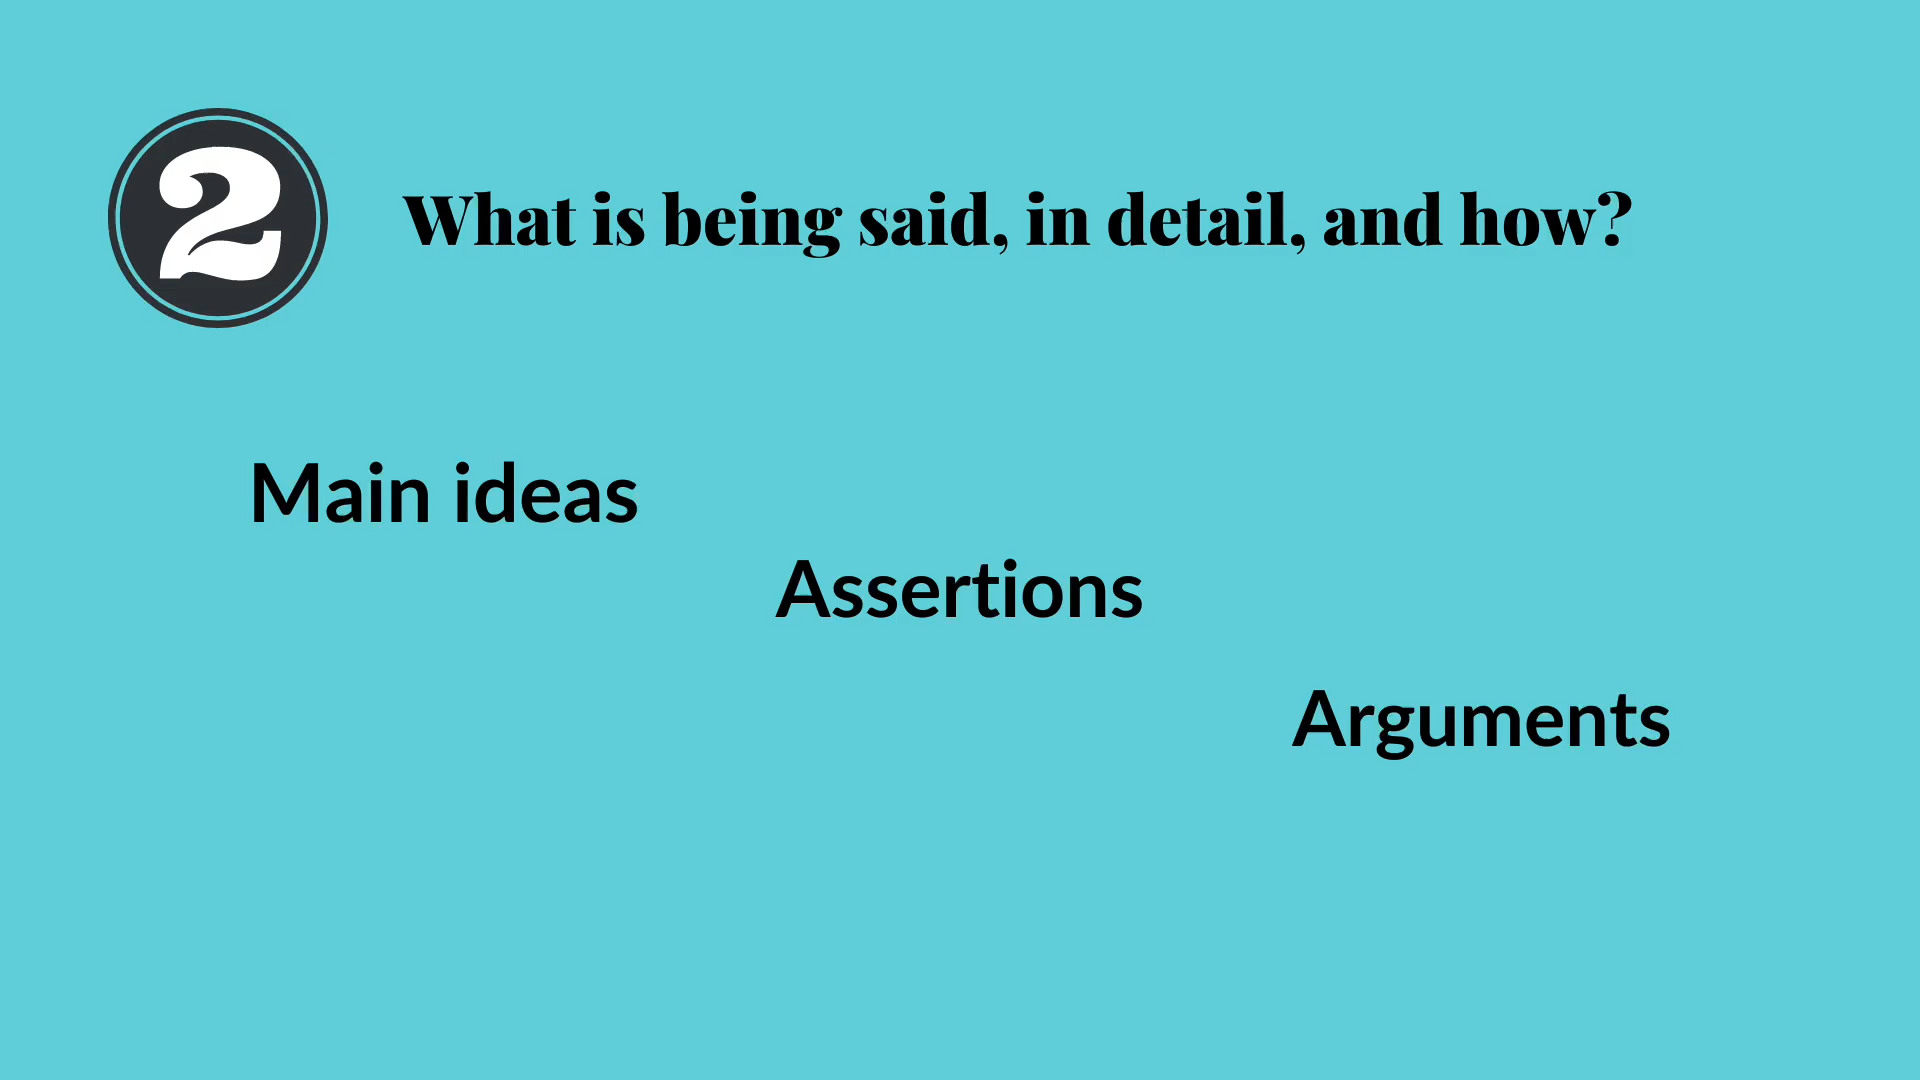 2
What is being said, in detail, and how?
Main ideas
Assertions
Arguments